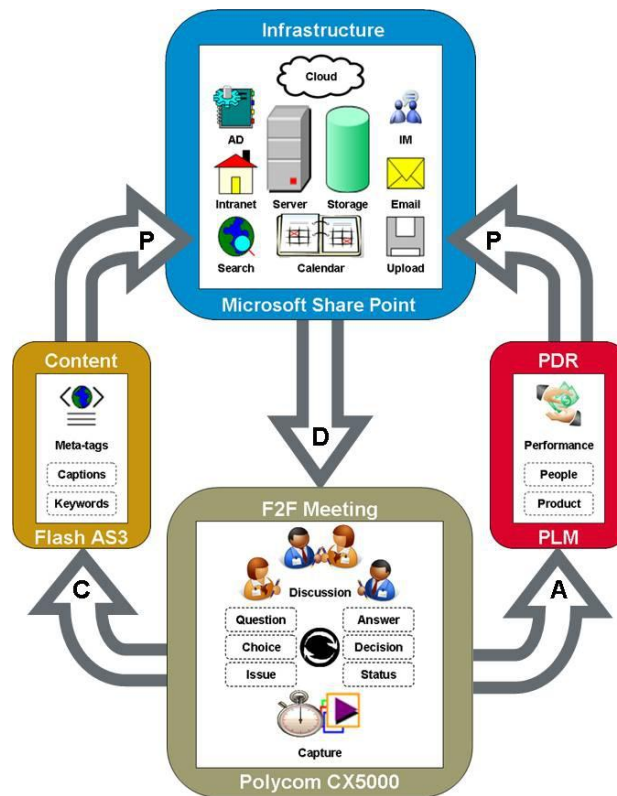 Infrastructure
Cloud
AD
IM
Intranet
Server
Storage
Email
Search
Calendar
Upload
Microsoft Share Point
P
P
Content
Meta-tags
Captions
Keywords
Flash AS3
D
PDR
Performance
People
Product
PLM
C
A
F2F Meeting
Discussion
Question
Answer
Choice
Decision
Issue
Status
Capture
Polycom CX5000